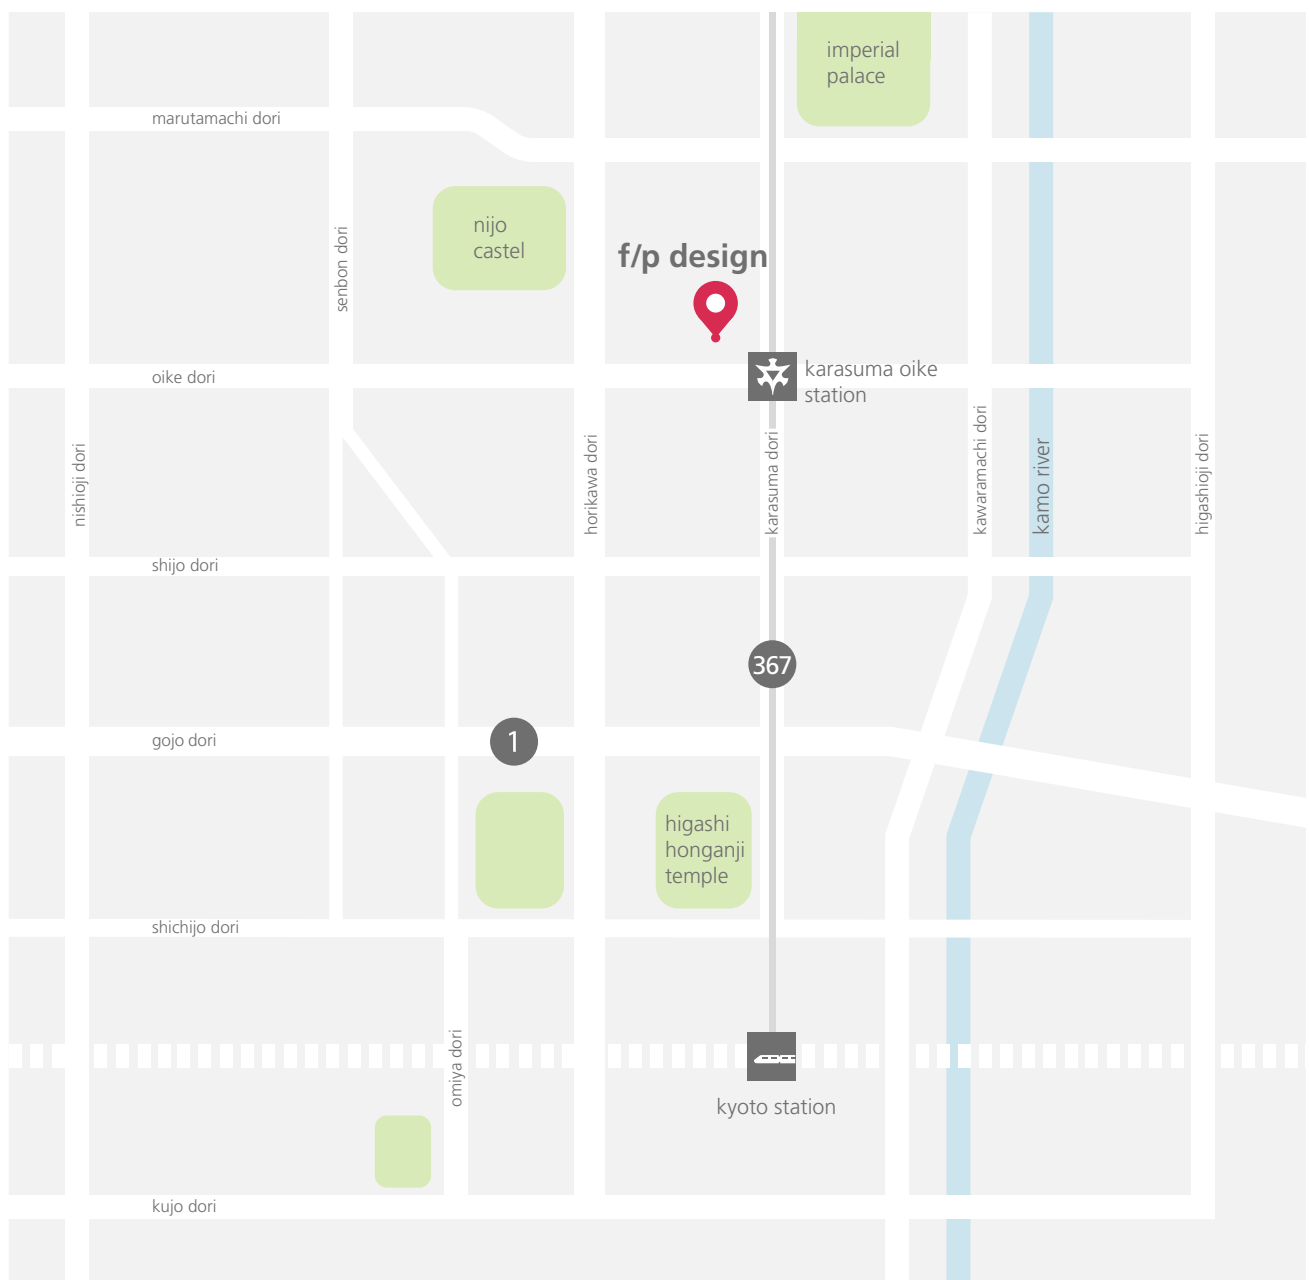 imperial
palace
marutamachi dori
nijo
castel
senbon dori
f/p design
karasuma oike
station
oike dori
nishioji dori
horikawa dori
karasuma dori
kawaramachi dori
kamo river
higashioji dori
shijo dori
367
gojo dori
1
higashi
honganji
temple
shichijo dori
omiya dori
kyoto station
kujo dori